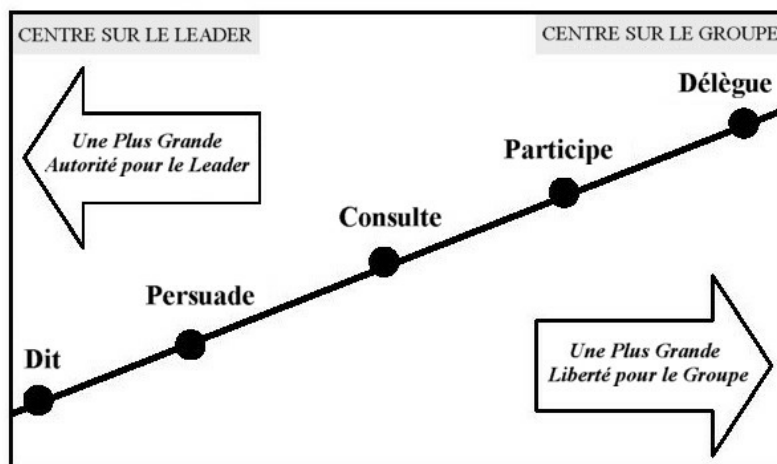 CENTRE SUR LE LEADER
CENTRE SUR LE GROUPE
Une Plus Grande
Autorité pour le Leader
Délègue
Participe
Consulte
Persuade
Dit
Une Plus Grande
Liberté pour le Groupe